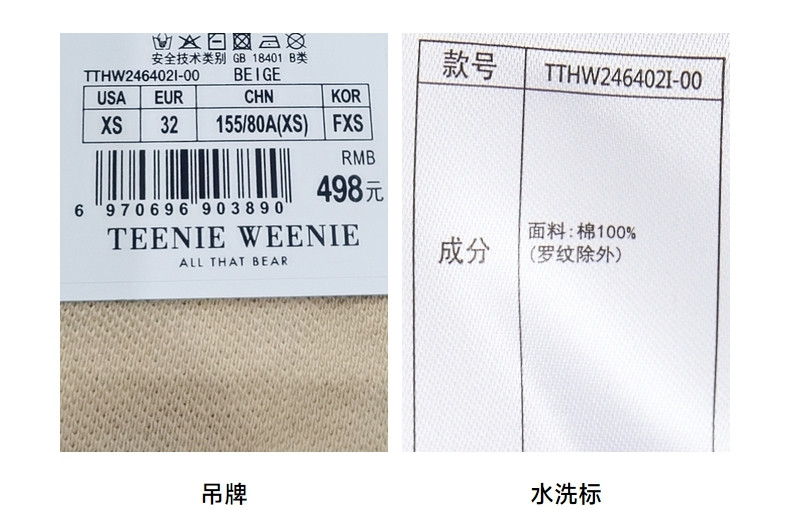 安全技术类别 GB 18401 B类
TTHW246402I-00 BEIGE
USA EUR CHN KOR
XS 32 155/80A(XS) FXS
RMB
498元
6 970696 903890
TEENIE WEENIE
ALL THAT BEAR
吊牌
款号 TTHW246402I-00
成分 面料:棉100%
(罗纹除外)
水洗标